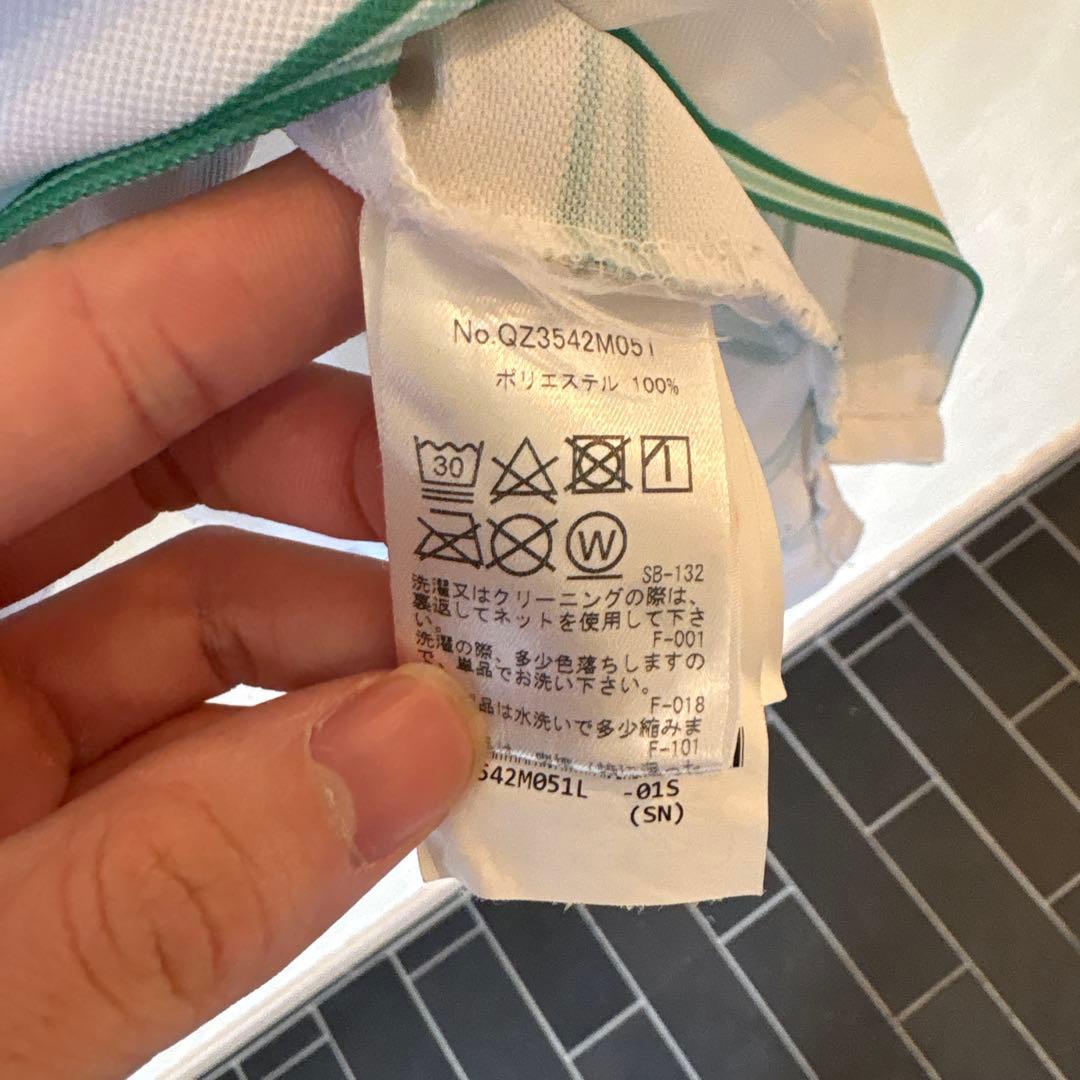 No.QZ3542M051
ポリエステル 100%
30
W
SB-132
洗濯又はクリーニングの際は、
裏返してネットを使用して下さ
い。
F-001
洗濯の際、多少色落ちしますの
で、単品でお洗い下さい。
F-018
品は水洗いで多少縮みま
F-101
542M051L -01S
(SN)